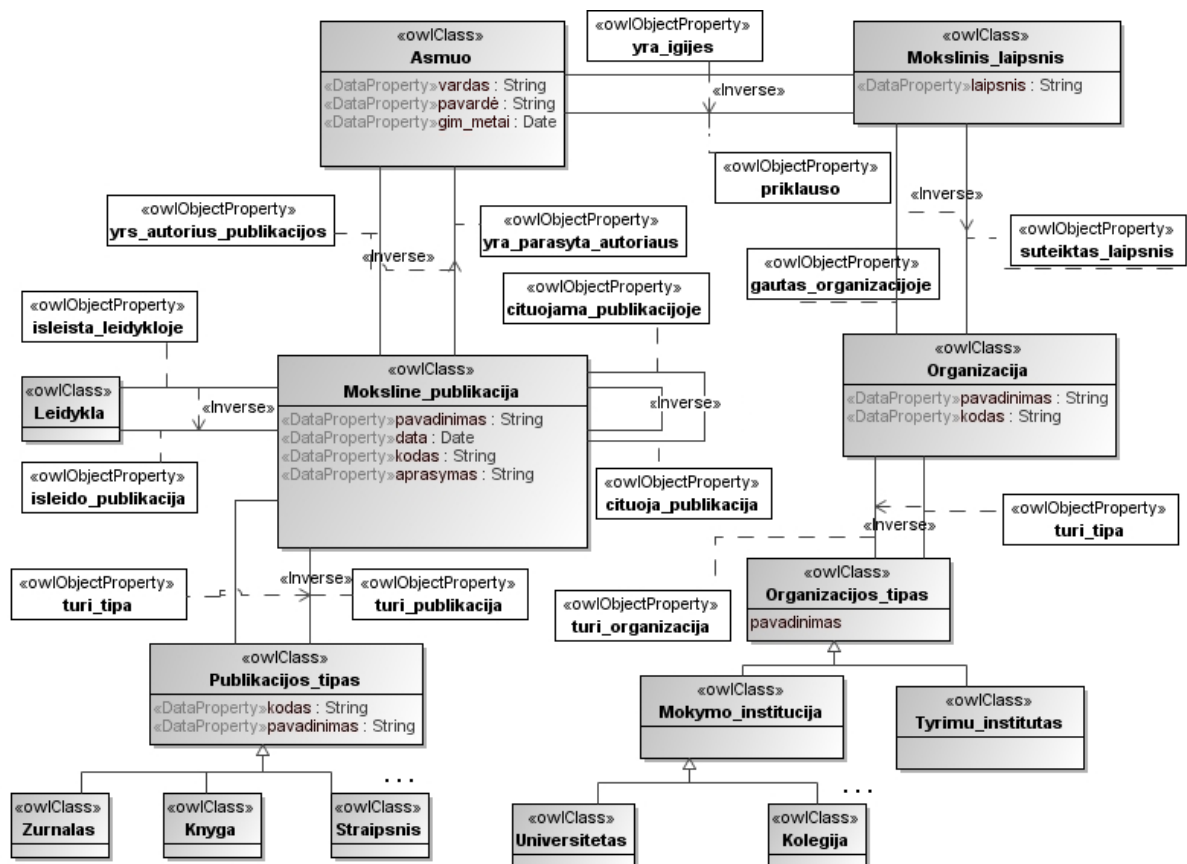 «owlClass»
Asmuo
«DataProperty»vardas : String
«DataProperty»pavardė : String
«DataProperty»gim_metai : Date
«owlObjectProperty»
yra_igijes
«Inverse»
«owlClass»
Mokslinis_laipsnis
«DataProperty»laipsnis : String
«owlObjectProperty»
priklauso
«Inverse»
«owlObjectProperty»
yrs_autorius_publikacijos
«owlObjectProperty»
yra_parasyta_autoriaus
«Inverse»
«owlObjectProperty»
suteiktas_laipsnis
«owlObjectProperty»
gautas_organizacijoje
«owlObjectProperty»
isleista_leidykloje
«owlObjectProperty»
cituojama_publikacijoje
«owlClass»
Leidykla
«Inverse»
«owlClass»
Moksline_publikacija
«DataProperty»pavadinimas : String
«DataProperty»data : Date
«DataProperty»kodas : String
«DataProperty»aprasymas : String
«Inverse»
«owlClass»
Organizacija
«DataProperty»pavadinimas : String
«DataProperty»kodas : String
«owlObjectProperty»
isleido_publikacija
«owlObjectProperty»
cituoja_publikacija
«Inverse»
«owlObjectProperty»
turi_tipa
«owlObjectProperty»
turi_tipa
«Inverse»
«owlObjectProperty»
turi_publikacija
«owlObjectProperty»
turi_organizacija
«owlClass»
Organizacijos_tipas
pavadinimas
«owlClass»
Publikacijos_tipas
«DataProperty»kodas : String
«DataProperty»pavadinimas : String
«owlClass»
Mokymo_institucija
«owlClass»
Tyrimu_institutas
. . .
«owlClass»
Zurnalas
«owlClass»
Knyga
«owlClass»
Straipsnis
. . .
«owlClass»
Universitetas
«owlClass»
Kolegija